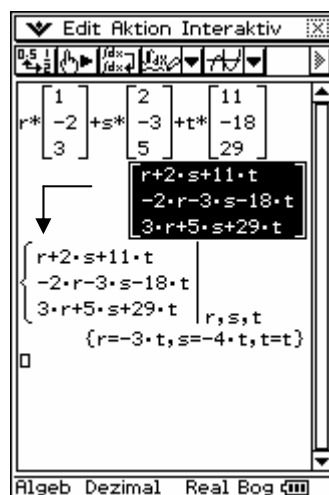 Edit Aktion Interaktiv
r*[1 -2 3]+s*[2 -3 5]+t*[11 -18 29]
[r+2·s+11·t
-2·r-3·s-18·t
3·r+5·s+29·t]
{r+2·s+11·t
-2·r-3·s-18·t
3·r+5·s+29·t|r,s,t
{r=-3·t,s=-4·t,t=t}
Algeb Dezimal Real Bog